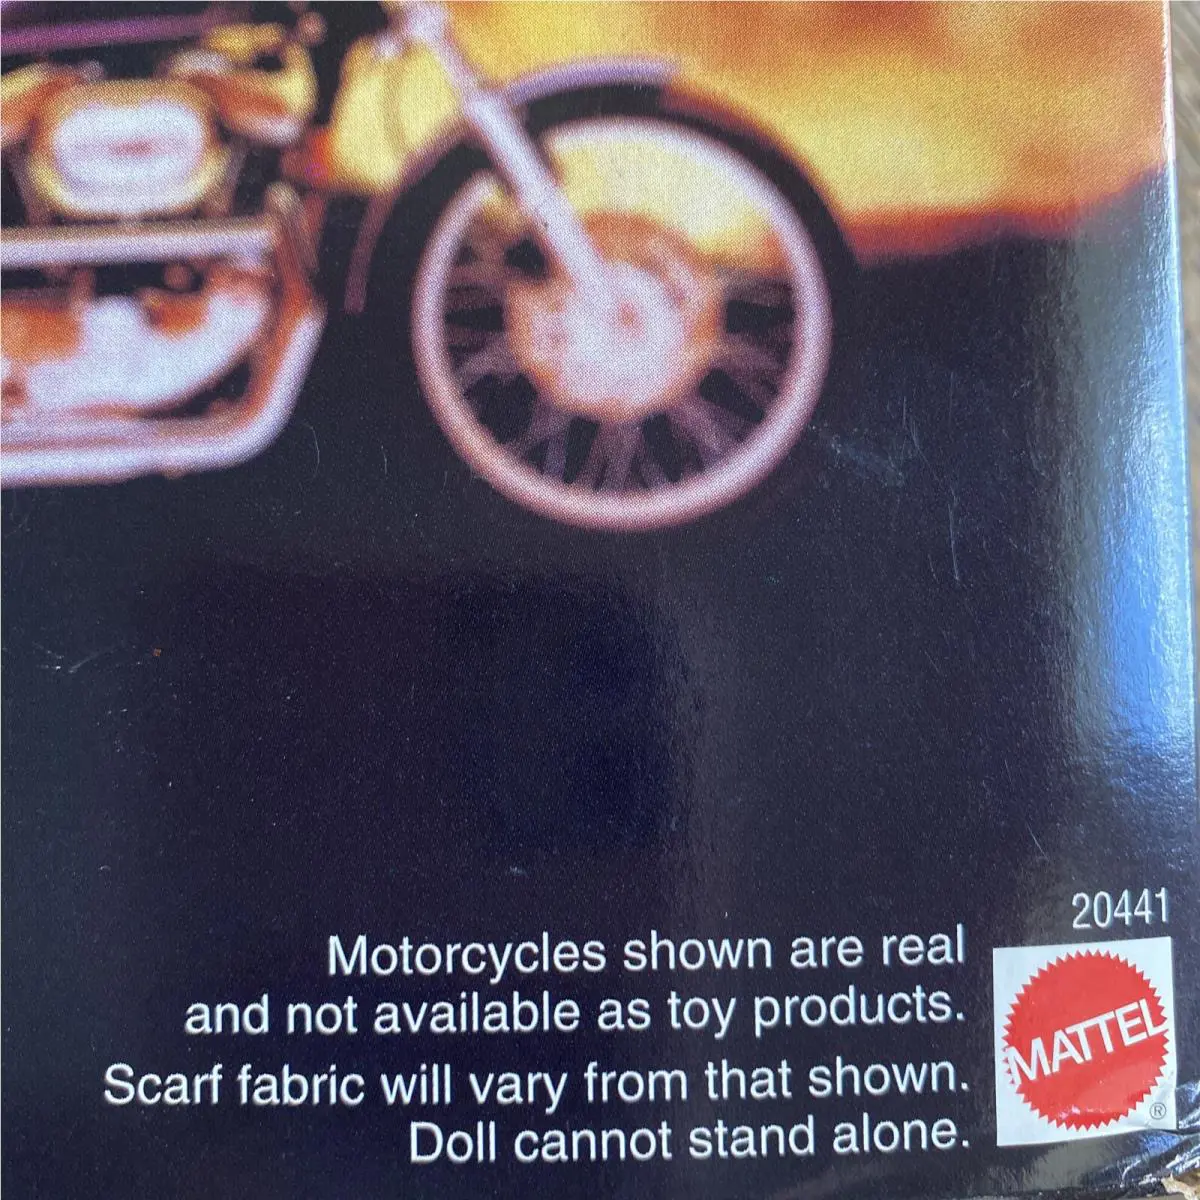 20441
Motorcycles shown are real
and not available as toy products.
Scarf fabric will vary from that shown.
Doll cannot stand alone.
MATTEL
®